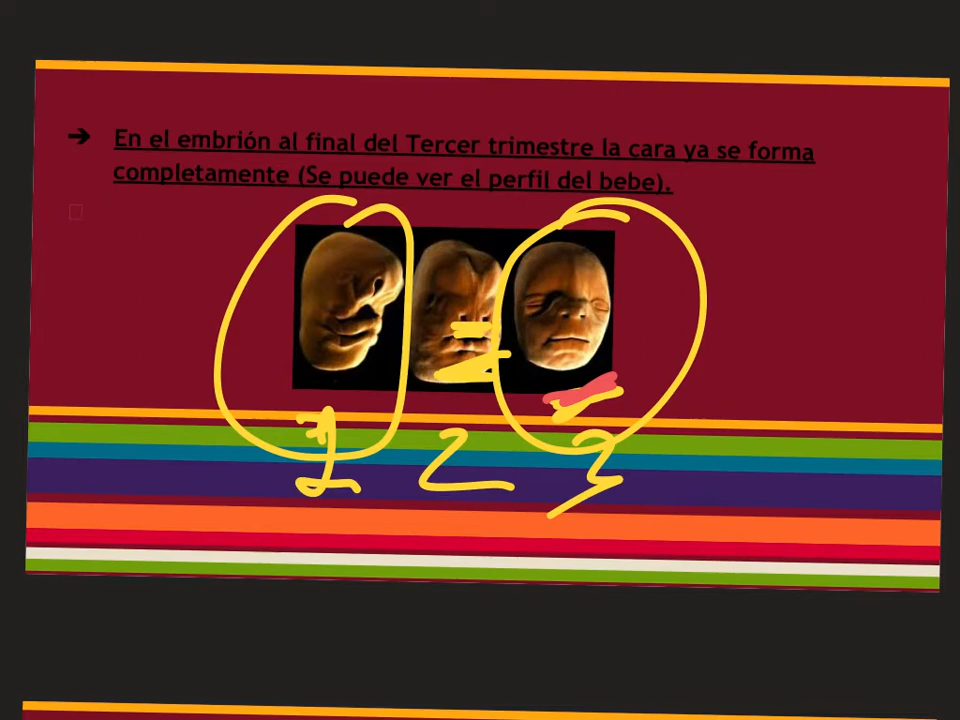 ➔ En el embrión al final del Tercer trimestre la cara ya se forma
completamente (Se puede ver el perfil del bebe).
1 2 3